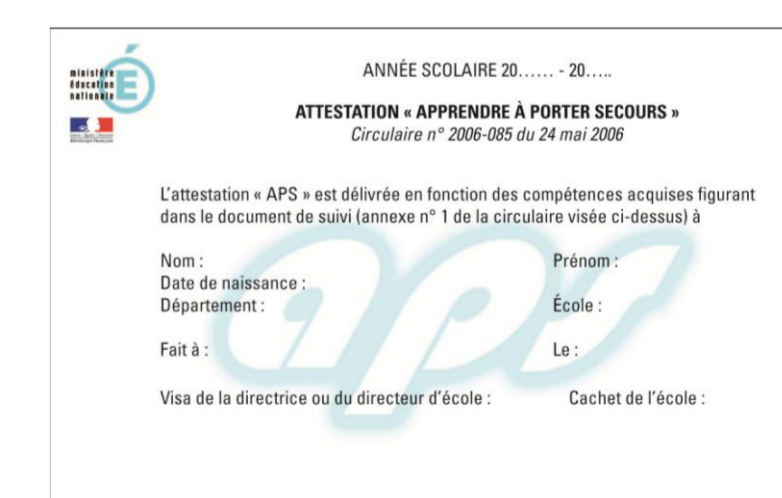 ministère
éducation
nationale
É
ANNÉE SCOLAIRE 20...... - 20.....
ATTESTATION « APPRENDRE À PORTER SECOURS »
Circulaire n° 2006-085 du 24 mai 2006
L'attestation « APS » est délivrée en fonction des compétences acquises figurant
dans le document de suivi (annexe n° 1 de la circulaire visée ci-dessus) à
Nom : Prénom :
Date de naissance :
Département : École :
Fait à : Le :
Visa de la directrice ou du directeur d'école : Cachet de l'école :
aps